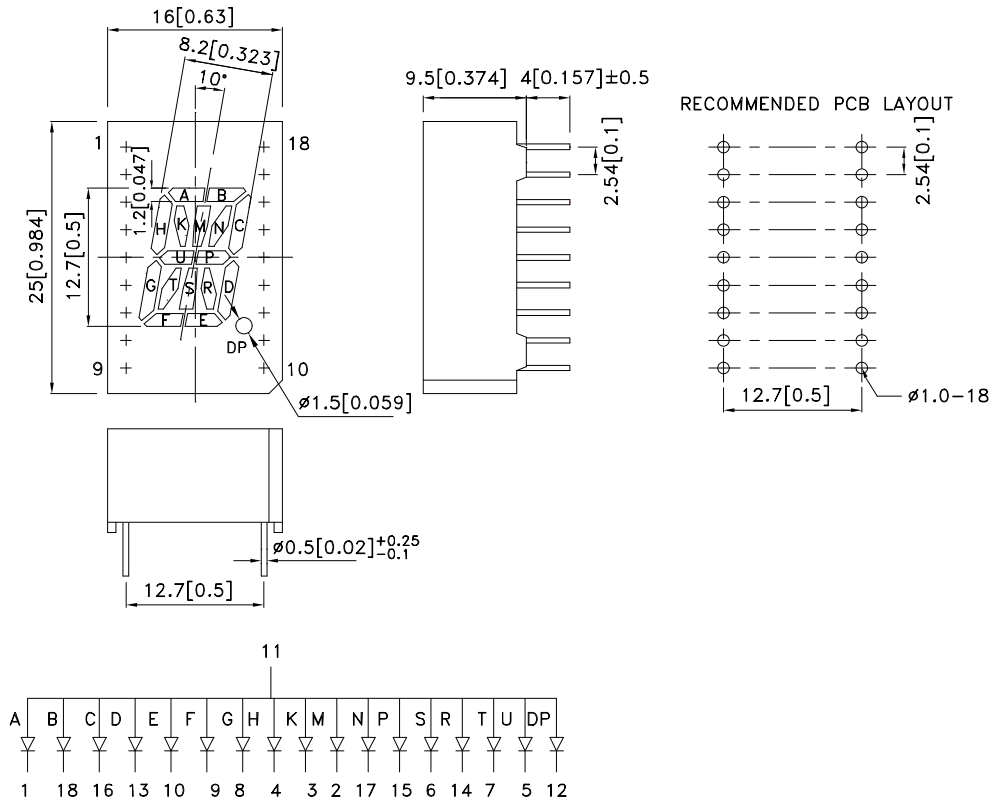 16[0.63]
8.2[0.323]
10°
1
18
1.2[0.047]
12.7[0.5]
25[0.984]
A B
H K M N C
U P
G T S R D
F E
DP
9
10
ø1.5[0.059]
9.5[0.374] 4[0.157]±0.5
2.54[0.1]
RECOMMENDED PCB LAYOUT
2.54[0.1]
12.7[0.5]
ø1.0-18
ø0.5[0.02]+0.25 -0.1
12.7[0.5]
11
A B C D E F G H K M N P S R T U DP
1 18 16 13 10 9 8 4 3 2 17 15 6 14 7 5 12